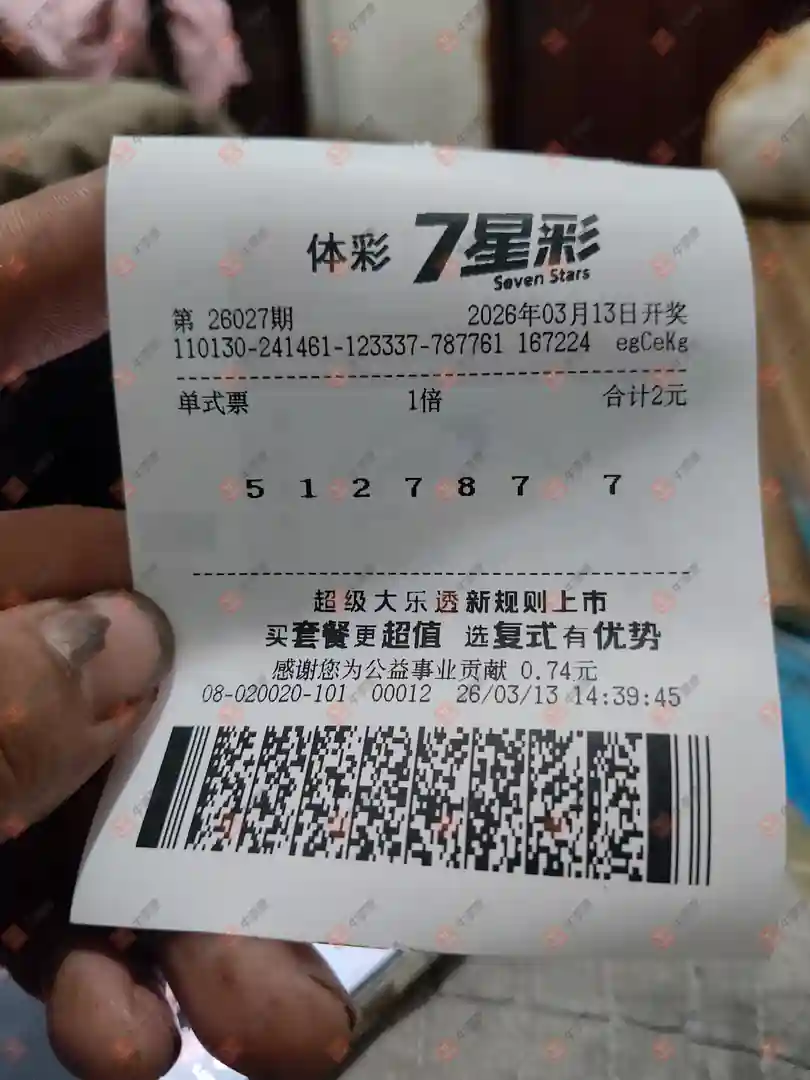 体彩 7星彩
Seven Stars
第 26027期 2026年03月13日开奖
110130-241461-123337-787761 167224 egCeKg
单式票 1倍 合计2元
5 1 2 7 8 7 7
超级大乐透新规则上市
买套餐更超值 选复式有优势
感谢您为公益事业贡献 0.74元
08-020020-101 00012 26/03/13 14:39:45